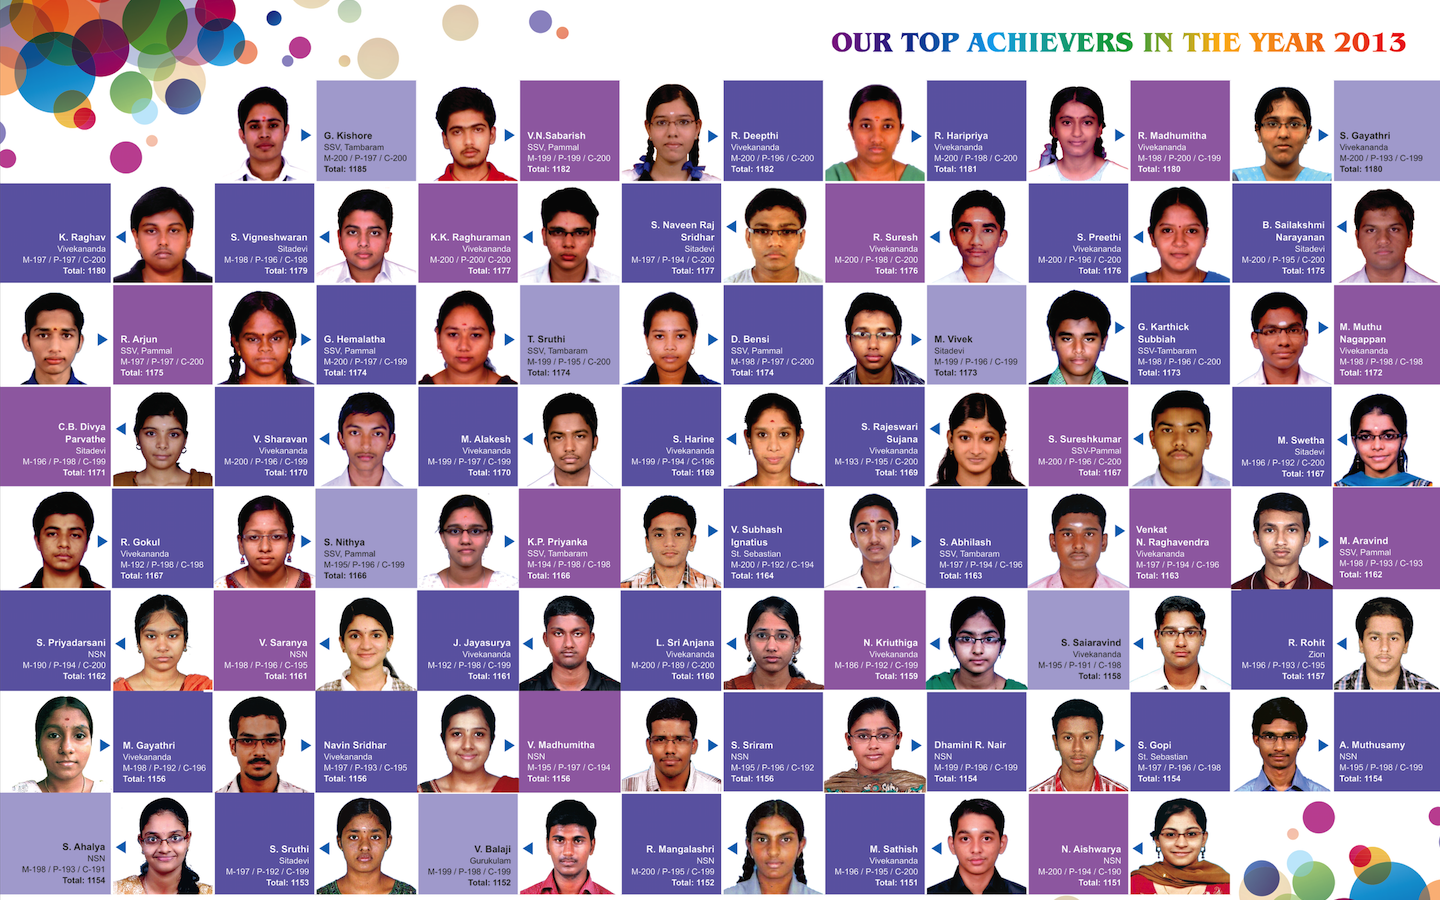 OUR TOP ACHIEVERS IN THE YEAR 2013
G. Kishore
SSV, Tambaram
M-200 / P-197 / C-200
Total: 1185
V.N.Sabarish
SSV, Pammal
M-199 / P-199 / C-200
Total: 1182
R. Deepthi
Vivekananda
M-200 / P-196 / C-200
Total: 1182
R. Haripriya
Vivekananda
M-200 / P-198 / C-200
Total: 1181
R. Madhumitha
Vivekananda
M-198 / P-200 / C-199
Total: 1180
S. Gayathri
Vivekananda
M-200 / P-193 / C-199
Total: 1180
K. Raghav
Vivekananda
M-197 / P-197 / C-200
Total: 1180
S. Vigneshwaran
Sitadevi
M-198 / P-196 / C-198
Total: 1179
K.K. Raghuraman
Vivekananda
M-200 / P-200/ C-200
Total: 1177
S. Naveen Raj
Sridhar
Sitadevi
M-197 / P-194 / C-200
Total: 1177
R. Suresh
Vivekananda
M-200 / P-198 / C-200
Total: 1176
S. Preethi
Vivekananda
M-200 / P-196 / C-200
Total: 1176
B. Sailakshmi
Narayanan
Sitadevi
M-200 / P-195 / C-200
Total: 1175
R. Arjun
SSV, Pammal
M-197 / P-197 / C-200
Total: 1175
G. Hemalatha
SSV, Pammal
M-200 / P-197 / C-199
Total: 1174
T. Sruthi
SSV, Tambaram
M-199 / P-195 / C-200
Total: 1174
D. Bensi
SSV, Pammal
M-198 / P-197 / C-200
Total: 1174
M. Vivek
Sitadevi
M-199 / P-196 / C-199
Total: 1173
G. Karthick
Subbiah
SSV-Tambaram
M-198 / P-196 / C-200
Total: 1173
M. Muthu
Nagappan
Vivekananda
M-198 / P-198 / C-198
Total: 1172
C.B. Divya
Parvathe
Sitadevi
M-196 / P-198 / C-199
Total: 1171
V. Sharavan
Vivekananda
M-200 / P-196 / C-199
Total: 1170
M. Alakesh
Vivekananda
M-199 / P-197 / C-199
Total: 1170
S. Harine
Vivekananda
M-199 / P-194 / C-196
Total: 1169
S. Rajeswari
Sujana
Vivekananda
M-193 / P-195 / C-200
Total: 1169
S. Sureshkumar
SSV-Pammal
M-200 / P-196 / C-200
Total: 1167
M. Swetha
Sitadevi
M-196 / P-192 / C-200
Total: 1167
R. Gokul
Vivekananda
M-192 / P-198 / C-198
Total: 1167
S. Nithya
SSV, Pammal
M-195/ P-196 / C-199
Total: 1166
K.P. Priyanka
SSV, Tambaram
M-194 / P-198 / C-198
Total: 1166
V. Subhash
Ignatius
St. Sebastian
M-200 / P-192 / C-194
Total: 1164
S. Abhilash
SSV, Tambaram
M-197 / P-194 / C-196
Total: 1163
Venkat
N. Raghavendra
Vivekananda
M-197 / P-194 / C-196
Total: 1163
M. Aravind
SSV, Pammal
M-198 / P-193 / C-193
Total: 1162
S. Priyadarsani
NSN
M-190 / P-194 / C-200
Total: 1162
V. Saranya
NSN
M-198 / P-196 / C-195
Total: 1161
J. Jayasurya
Vivekananda
M-192 / P-198 / C-199
Total: 1161
L. Sri Anjana
Vivekananda
M-200 / P-189 / C-200
Total: 1160
N. Kriuthiga
Vivekananda
M-186 / P-192 / C-199
Total: 1159
S. Saiaravind
Vivekananda
M-195 / P-191 / C-198
Total: 1158
R. Rohit
Zion
M-196 / P-193 / C-195
Total: 1157
M. Gayathri
Vivekananda
M-198 / P-192 / C-196
Total: 1156
Navin Sridhar
Vivekananda
M-197 / P-193 / C-195
Total: 1156
V. Madhumitha
NSN
M-195 / P-197 / C-194
Total: 1156
S. Sriram
NSN
M-195 / P-196 / C-192
Total: 1156
Dhamini R. Nair
NSN
M-199 / P-196 / C-199
Total: 1154
S. Gopi
St. Sebastian
M-197 / P-196 / C-198
Total: 1154
A. Muthusamy
NSN
M-195 / P-198 / C-199
Total: 1154
S. Ahalya
NSN
M-198 / P-193 / C-191
Total: 1154
S. Sruthi
Sitadevi
M-197 / P-192 / C-199
Total: 1153
V. Balaji
Gurukulam
M-199 / P-198 / C-199
Total: 1152
R. Mangalashri
NSN
M-200 / P-195 / C-199
Total: 1152
M. Sathish
Vivekananda
M-196 / P-195 / C-200
Total: 1151
N. Aishwarya
NSN
M-200 / P-194 / C-190
Total: 1151